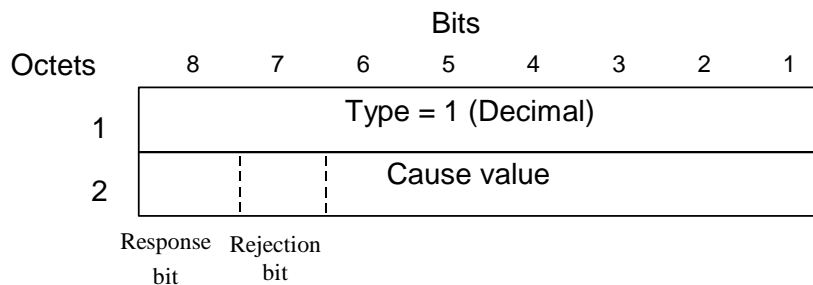 Bits
Octets 8 7 6 5 4 3 2 1
1 Type = 1 (Decimal)
2 Cause value
Response Rejection
bit bit